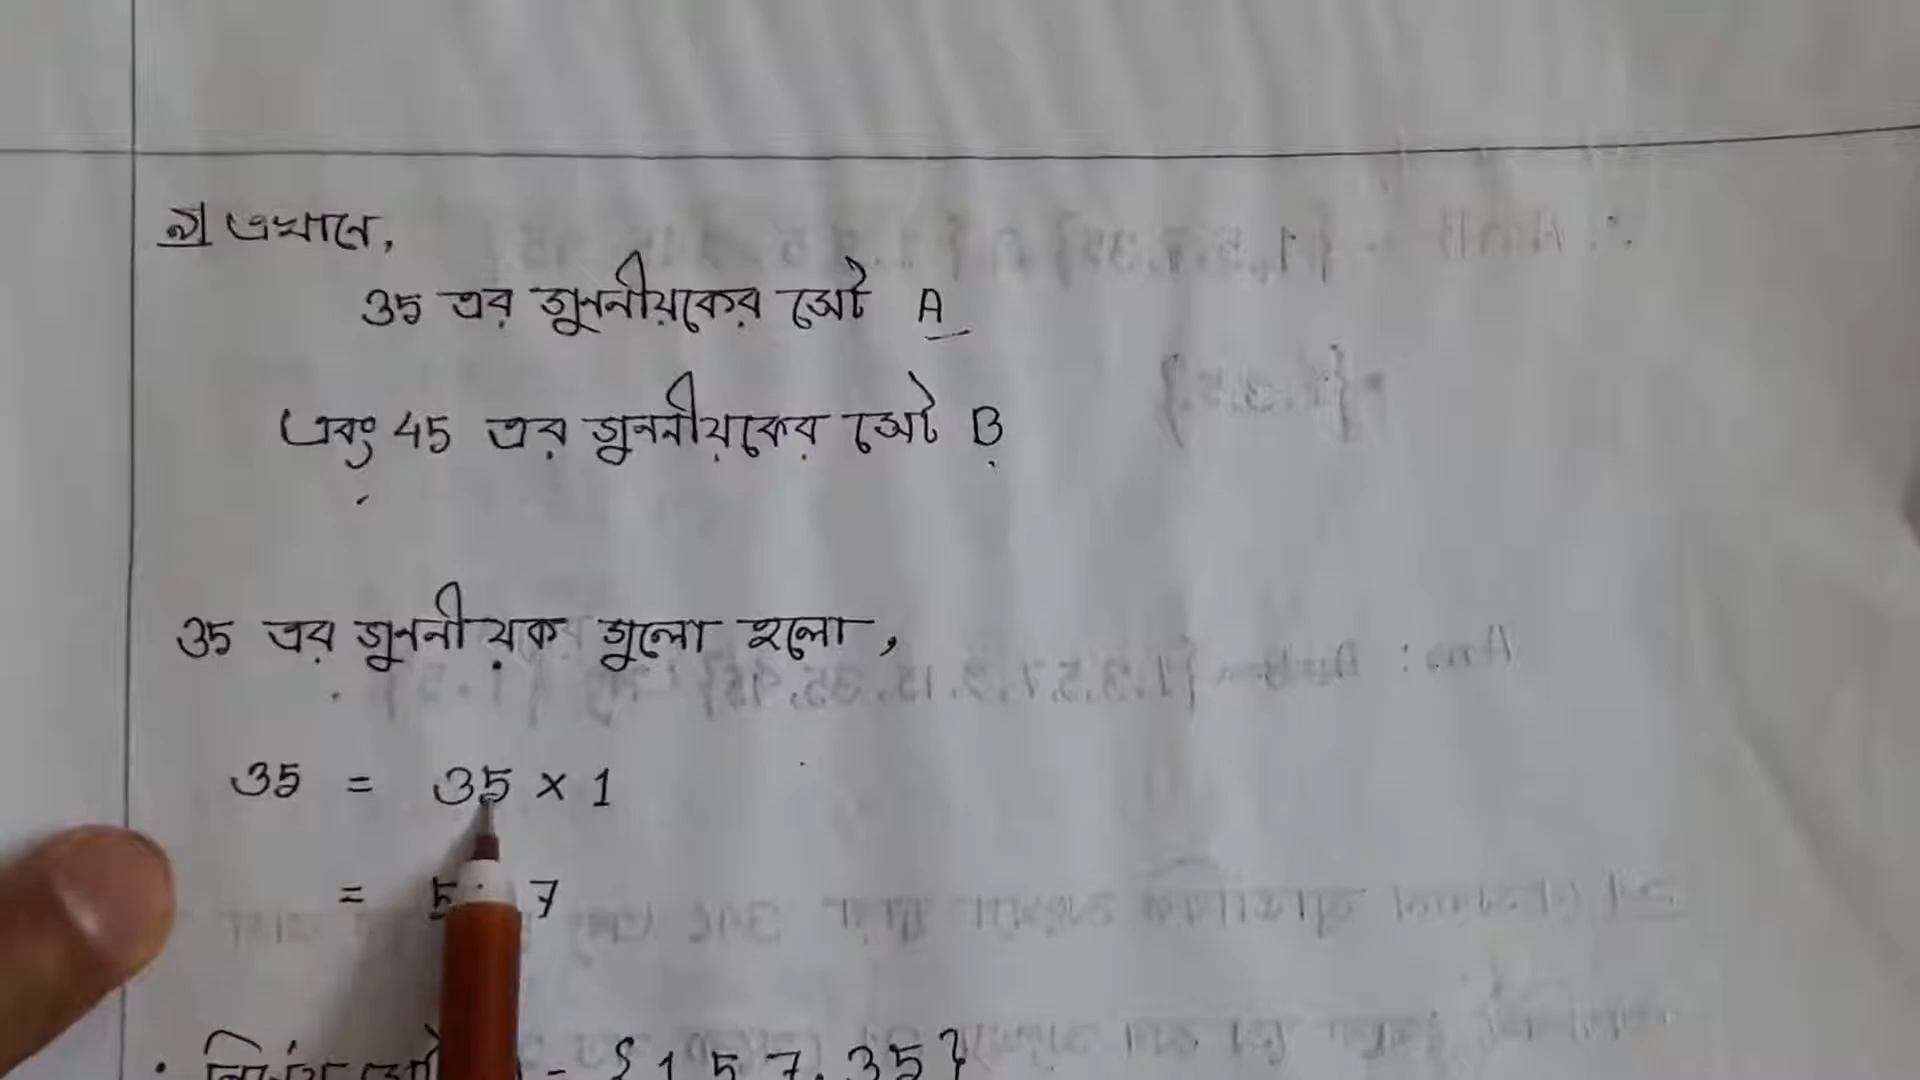 গ] এখানে,
35 এর গুননীয়কের সেট A
এবং 45 এর গুননীয়কের সেট B
35 এর গুননীয়ক গুলো হলো,
35 = 35 × 1
= 5 7
= {1 5 7, 35}